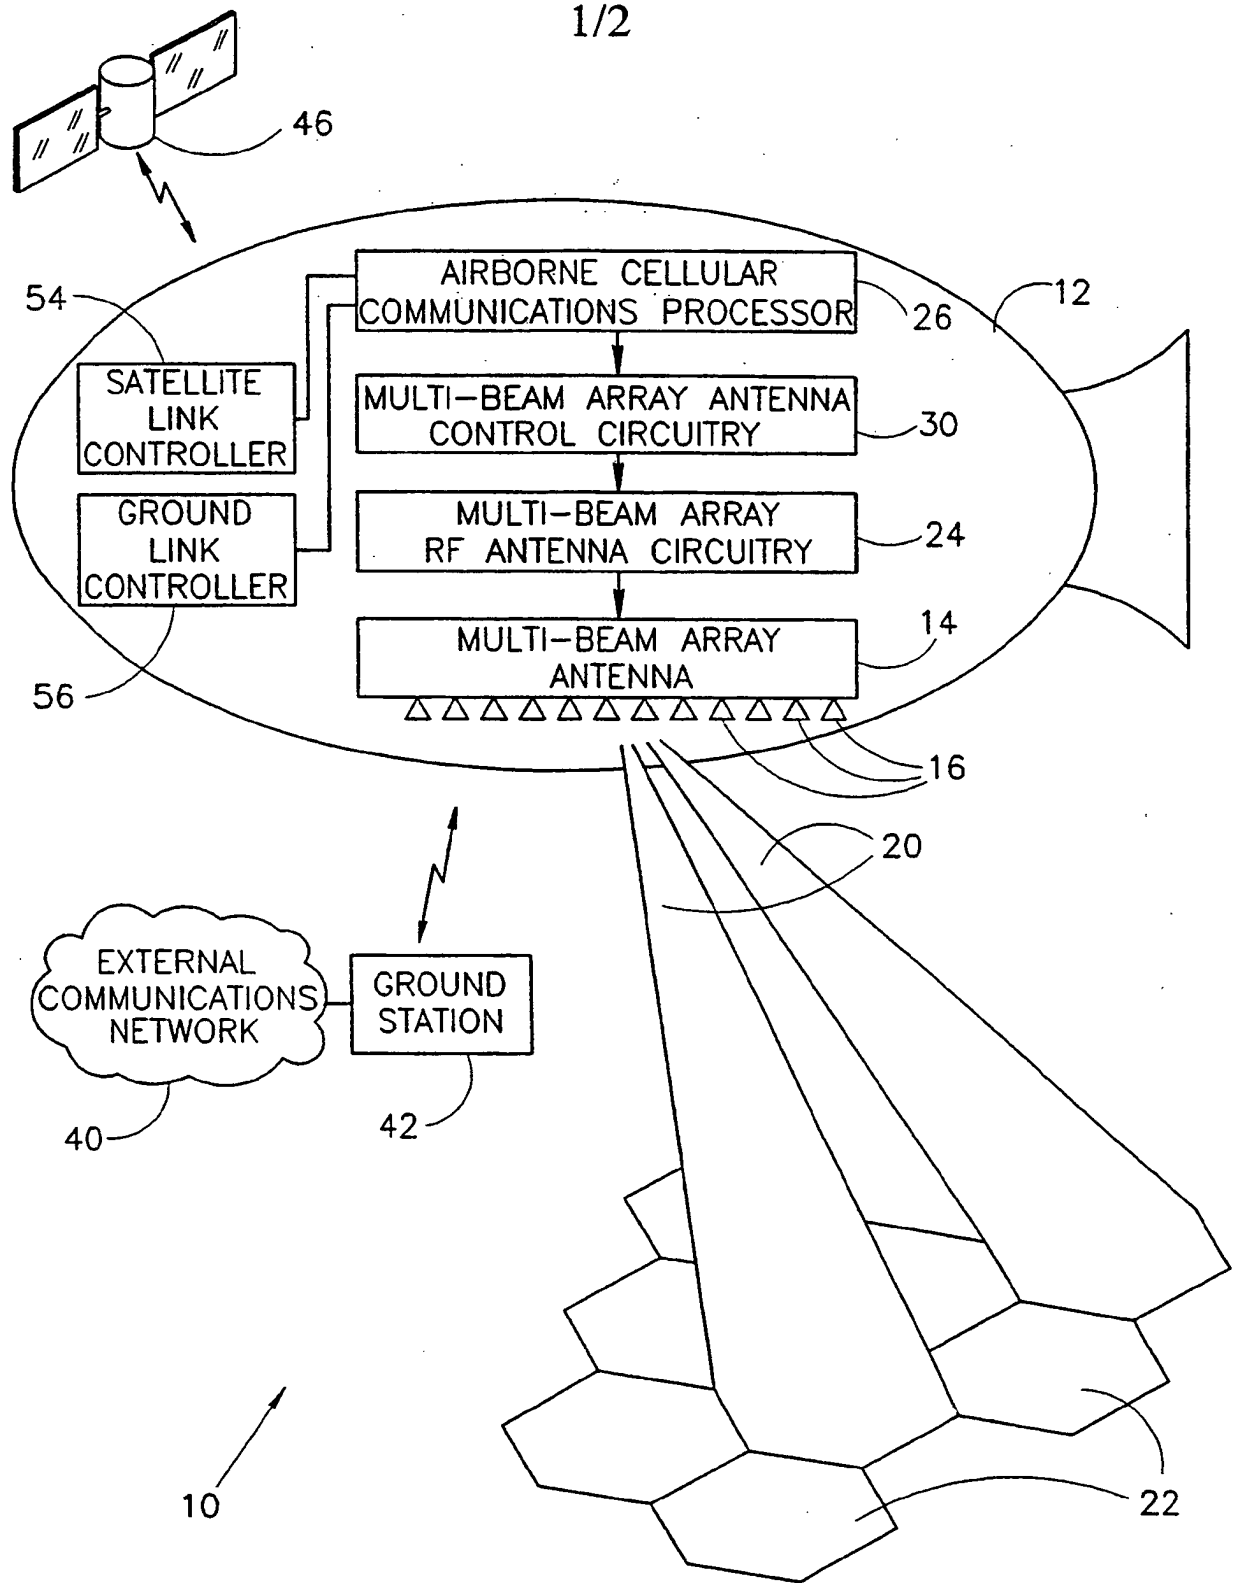 1/2
46
AIRBORNE CELLULAR
COMMUNICATIONS PROCESSOR
26
12
54
SATELLITE
LINK
CONTROLLER
MULTI-BEAM ARRAY ANTENNA
CONTROL CIRCUITRY
30
GROUND
LINK
CONTROLLER
MULTI-BEAM ARRAY
RF ANTENNA CIRCUITRY
24
MULTI-BEAM ARRAY
ANTENNA
14
56
16
20
EXTERNAL
COMMUNICATIONS
NETWORK
GROUND
STATION
40
42
10
22